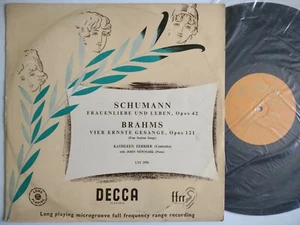 SCHUMANN
FRAUENLIEBE UND LEBEN, Opus 42
BRAHMS
VIER ERNSTE GESANGE, Opus 121
(Four Serious Songs)
KATHLEEN FERRIER (Contralto)
with JOHN NEWMARK (Piano)
DECCA
ffrr
Long playing microgroove full frequency range recording